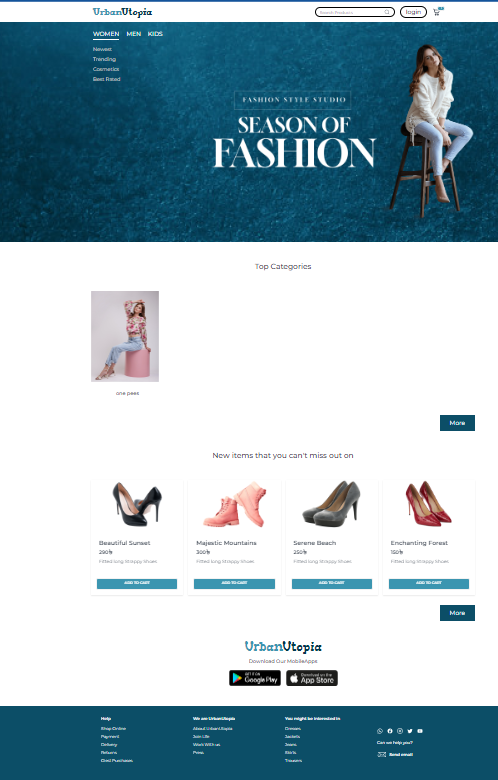 UrbanUtopia
Search Products
login
WOMEN MEN KIDS
Newest
Trending
Cosmetics
Best Rated
FASHION STYLE STUDIO
SEASON OF
FASHION
Top Categories
one pees
More
New items that you can't miss out on
Beautiful Sunset
290
Fitted long Strappy Shoes
ADD TO CART
Majestic Mountains
300
Fitted long Strappy Shoes
ADD TO CART
Serene Beach
250
Fitted long Strappy Shoes
ADD TO CART
Enchanting Forest
150
Fitted long Strappy Shoes
ADD TO CART
More
UrbanUtopia
Download Our MobileApps
GET IT ON
Google Play
Download on the
App Store
Help
Shop Online
Payment
Delivery
Returns
Gest Purchases
We are UrbanUtopia
About UrbanUtopia
Join Life
Work With us
Press
You might be interested in
Dresses
Jackets
Jeans
Shirts
Trousers
Can we help you?
Send email